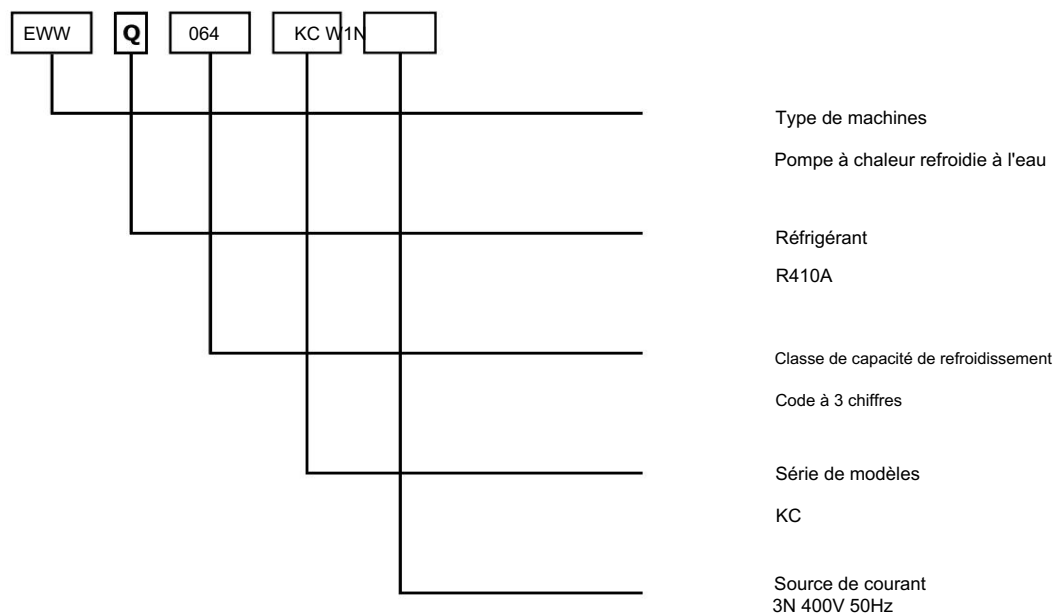 EWW Q 064 KC W1N
Type de machines
Pompe à chaleur refroidie à l'eau
Réfrigérant
R410A
Classe de capacité de refroidissement
Code à 3 chiffres
Série de modèles
KC
Source de courant
3N 400V 50Hz